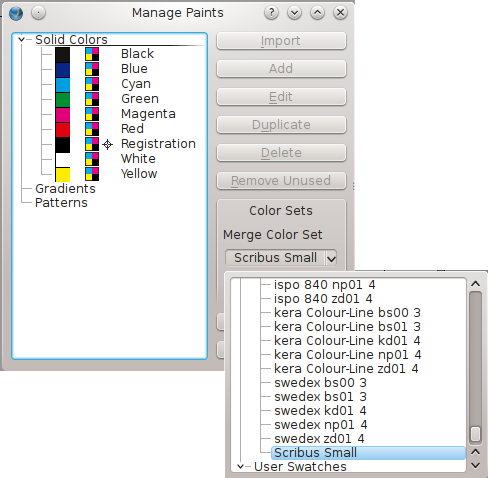 Manage Paints
Solid Colors
Black
Blue
Cyan
Green
Magenta
Red
Registration
White
Yellow
Gradients
Patterns
Import
Add
Edit
Duplicate
Delete
Remove Unused
Color Sets
Merge Color Set
Scribus Small
ispo 840 np01 4
ispo 840 zd01 4
kera Colour-Line bs00 3
kera Colour-Line bs01 3
kera Colour-Line kd01 4
kera Colour-Line np01 4
kera Colour-Line zd01 4
swedex bs00 3
swedex bs01 3
swedex kd01 4
swedex np01 4
swedex zd01 4
Scribus Small
User Swatches